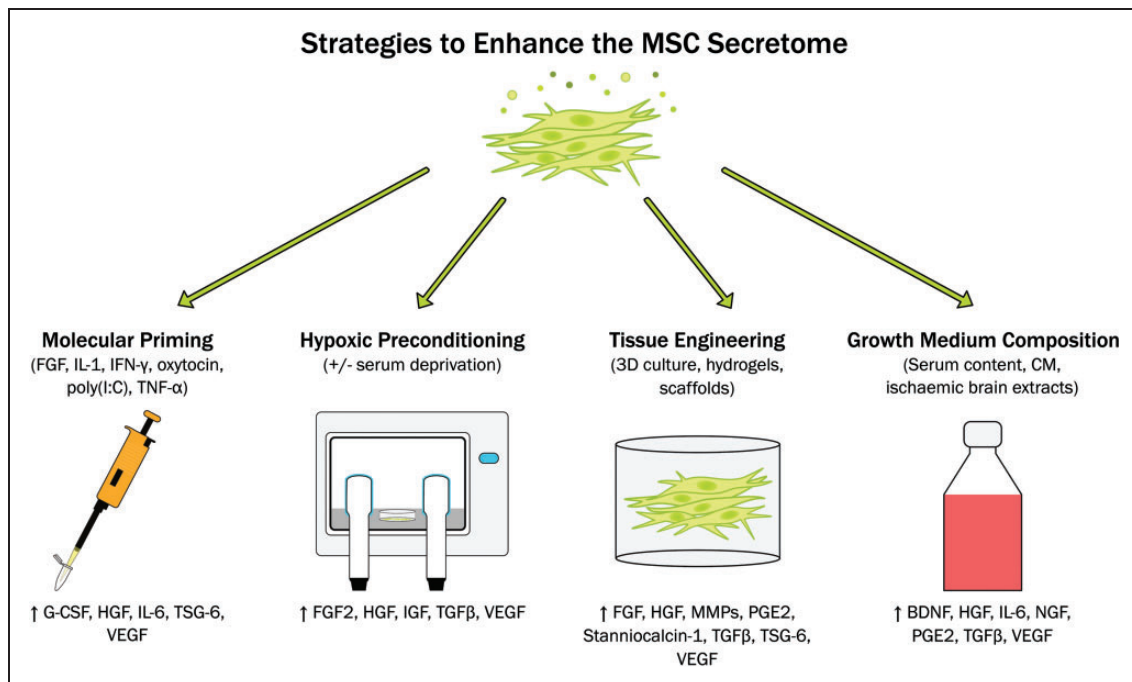 Strategies to Enhance the MSC Secretome
Molecular Priming
(FGF, IL-1, IFN-γ, oxytocin,
poly(I:C), TNF-α)
↑ G-CSF, HGF, IL-6, TSG-6,
VEGF
Hypoxic Preconditioning
(+/- serum deprivation)
↑ FGF2, HGF, IGF, TGFβ, VEGF
Tissue Engineering
(3D culture, hydrogels,
scaffolds)
↑ FGF, HGF, MMPs, PGE2,
Stanniocalcin-1, TGFβ, TSG-6,
VEGF
Growth Medium Composition
(Serum content, CM,
ischaemic brain extracts)
↑ BDNF, HGF, IL-6, NGF,
PGE2, TGFβ, VEGF